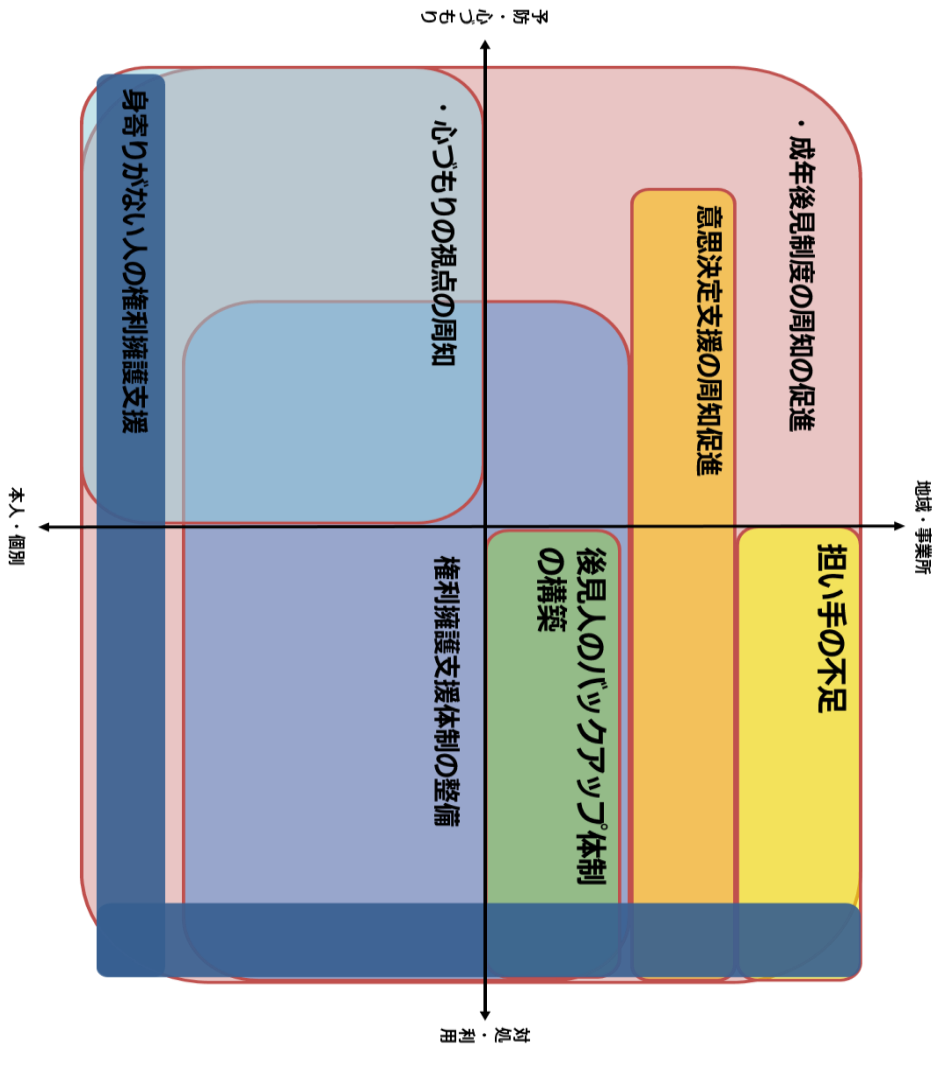 地域・事業所
・成年後見制度の周知の促進
担い手の不足
意思決定支援の周知促進
後見人のバックアップ体制
の構築
予防・心づもり
対処・利用
・心づもりの視点の周知
権利擁護支援体制の整備
身寄りがない人の権利擁護支援
本人・個別